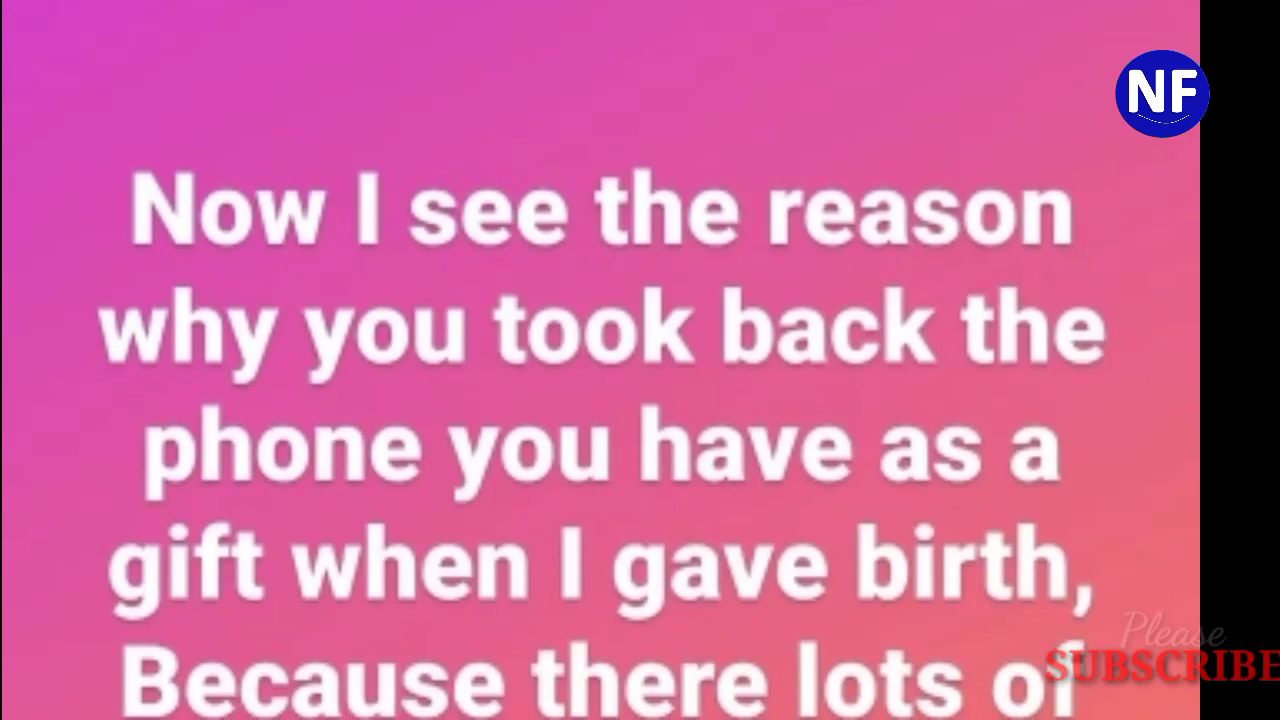 NF
Now I see the reason
why you took back the
phone you have as a
gift when I gave birth,
Because there lots of
Please
SUBSCRIBE